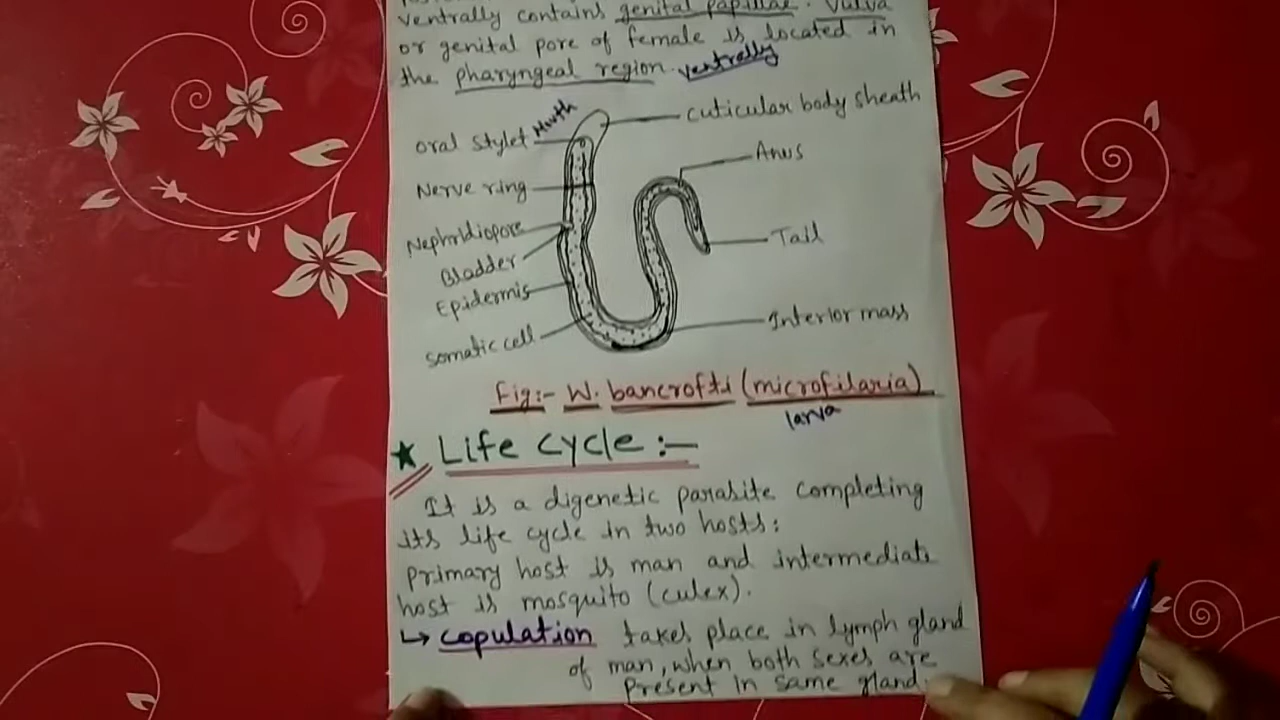 ventrally contains genital papillae. Vulva
or genital pore of female is located in
the pharyngeal region ventrally
cuticular body sheath
Mouth
oral stylet
Anus
Nerve ring
Nephridiopore
Tail
Bladder
Epidermis
Interior mass
somatic cell
Fig:- W. bancrofti (microfilaria)
larva
★ Life cycle :-
It is a digenetic parasite completing
its life cycle in two hosts:
primary host is man and intermediate
host is mosquito (culex).
↳ copulation takes place in lymph gland
of man, when both sexes are
present in same gland.